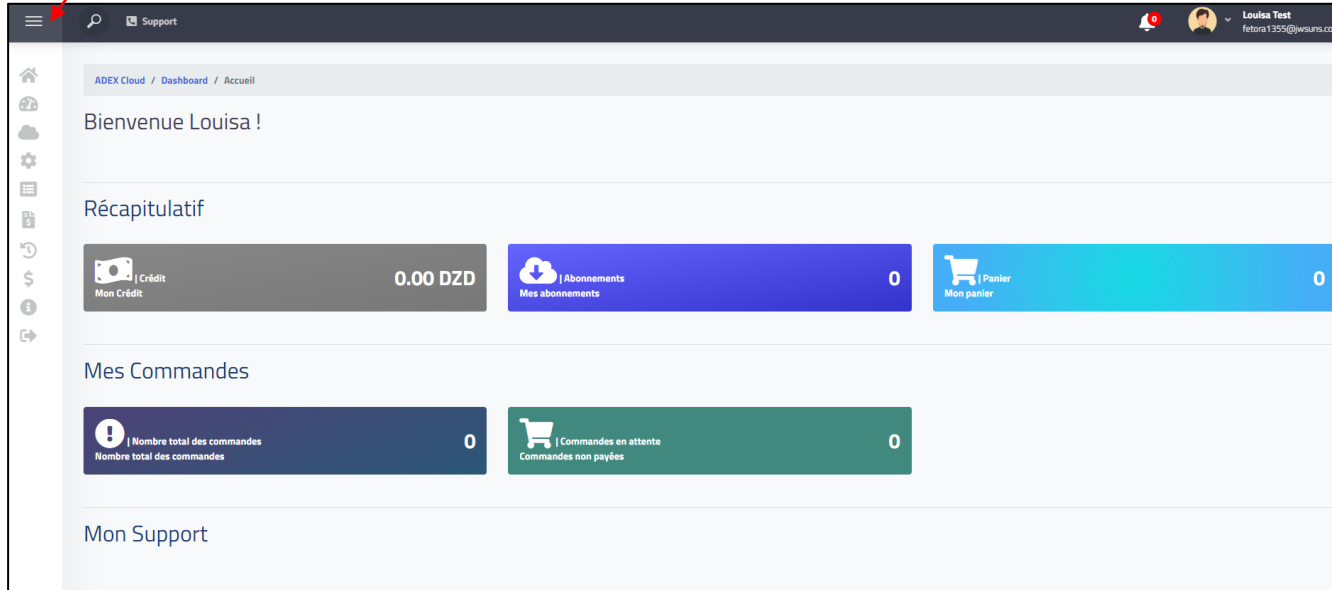 Support
0
Louisa Test
fetora1355@jwsuns.co
ADEX Cloud / Dashboard / Accueil
Bienvenue Louisa !
Récapitulatif
| Crédit
Mon Crédit
0.00 DZD
| Abonnements
Mes abonnements
0
| Panier
Mon panier
0
Mes Commandes
| Nombre total des commandes
Nombre total des commandes
0
| Commandes en attente
Commandes non payées
0
Mon Support